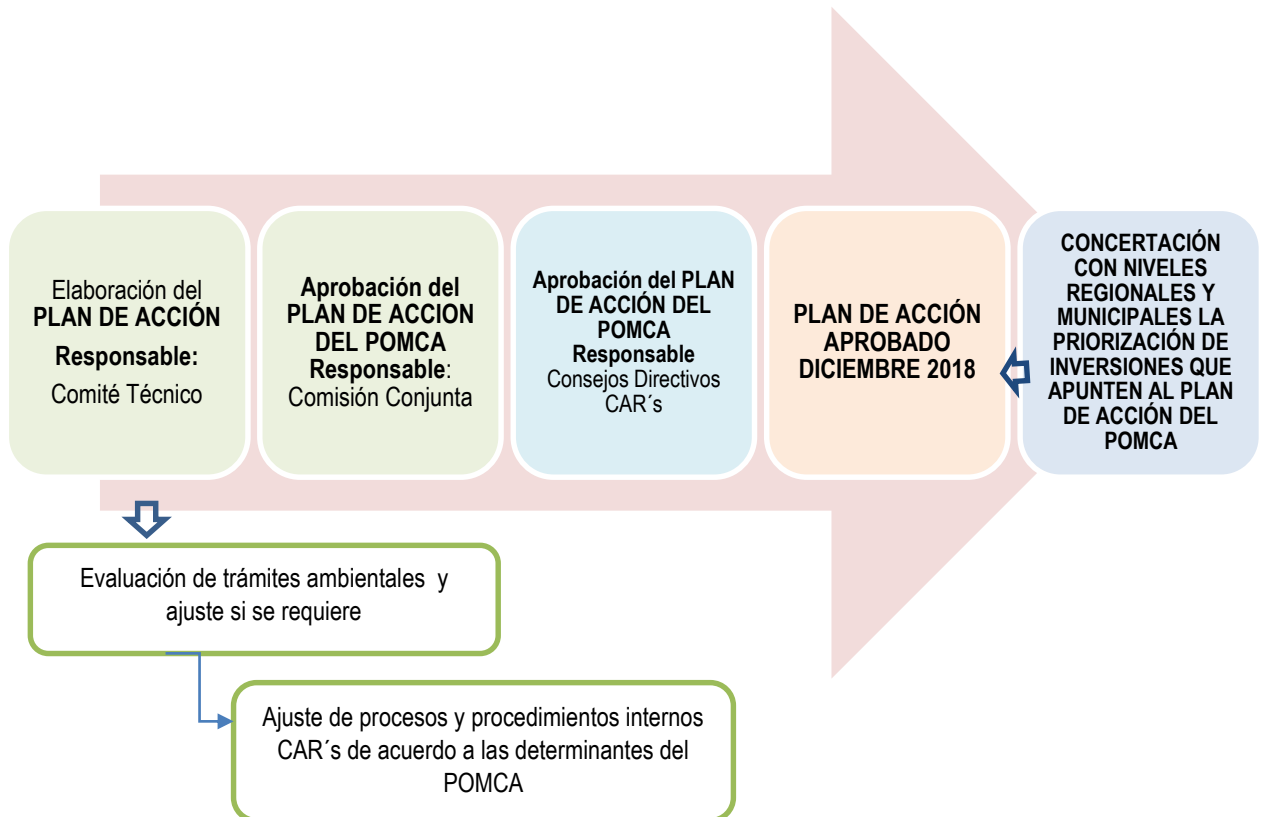 Elaboración del
PLAN DE ACCIÓN
Responsable:
Comité Técnico
Aprobación del
PLAN DE ACCION
DEL POMCA
Responsable:
Comisión Conjunta
Aprobación del PLAN
DE ACCIÓN DEL
POMCA
Responsable
Consejos Directivos
CAR´s
PLAN DE ACCIÓN
APROBADO
DICIEMBRE 2018
CONCERTACIÓN
CON NIVELES
REGIONALES Y
MUNICIPALES LA
PRIORIZACIÓN DE
INVERSIONES QUE
APUNTEN AL PLAN
DE ACCIÓN DEL
POMCA
Evaluación de trámites ambientales y
ajuste si se requiere
Ajuste de procesos y procedimientos internos
CAR´s de acuerdo a las determinantes del
POMCA